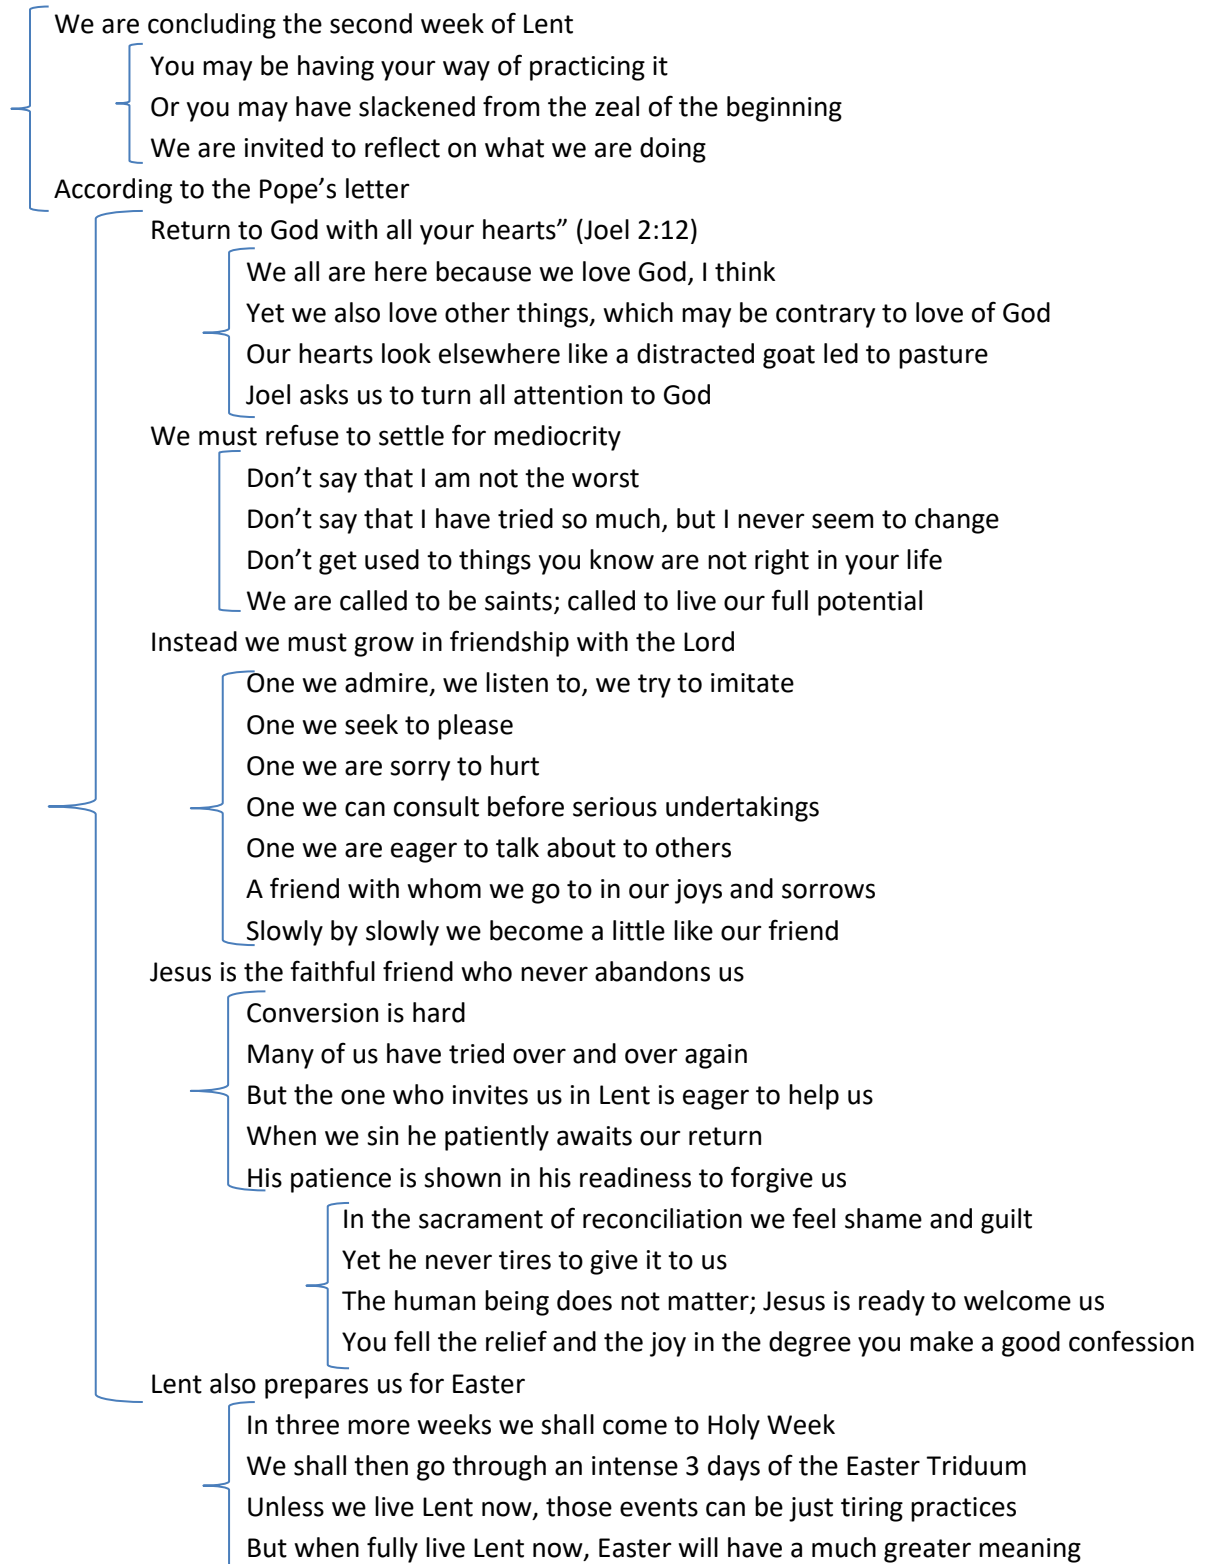 We are concluding the second week of Lent
You may be having your way of practicing it
Or you may have slackened from the zeal of the beginning
We are invited to reflect on what we are doing
According to the Pope’s letter
Return to God with all your hearts” (Joel 2:12)
We all are here because we love God, I think
Yet we also love other things, which may be contrary to love of God
Our hearts look elsewhere like a distracted goat led to pasture
Joel asks us to turn all attention to God
We must refuse to settle for mediocrity
Don’t say that I am not the worst
Don’t say that I have tried so much, but I never seem to change
Don’t get used to things you know are not right in your life
We are called to be saints; called to live our full potential
Instead we must grow in friendship with the Lord
One we admire, we listen to, we try to imitate
One we seek to please
One we are sorry to hurt
One we can consult before serious undertakings
One we are eager to talk about to others
A friend with whom we go to in our joys and sorrows
Slowly by slowly we become a little like our friend
Jesus is the faithful friend who never abandons us
Conversion is hard
Many of us have tried over and over again
But the one who invites us in Lent is eager to help us
When we sin he patiently awaits our return
His patience is shown in his readiness to forgive us
In the sacrament of reconciliation we feel shame and guilt
Yet he never tires to give it to us
The human being does not matter; Jesus is ready to welcome us
You fell the relief and the joy in the degree you make a good confession
Lent also prepares us for Easter
In three more weeks we shall come to Holy Week
We shall then go through an intense 3 days of the Easter Triduum
Unless we live Lent now, those events can be just tiring practices
But when fully live Lent now, Easter will have a much greater meaning